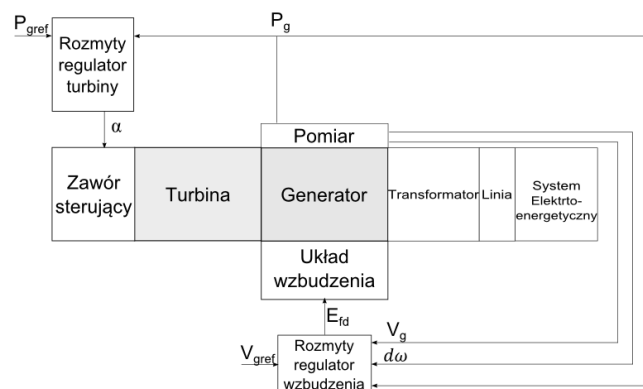 P_gref
P_g
Rozmyty
regulator
turbiny
α
Pomiar
Zawór
sterujący
Turbina
Generator
Transformator
Linia
System
Elektrto-
energetyczny
Układ
wzbudzenia
E_fd
V_g
V_gref
dω
Rozmyty
regulator
wzbudzenia